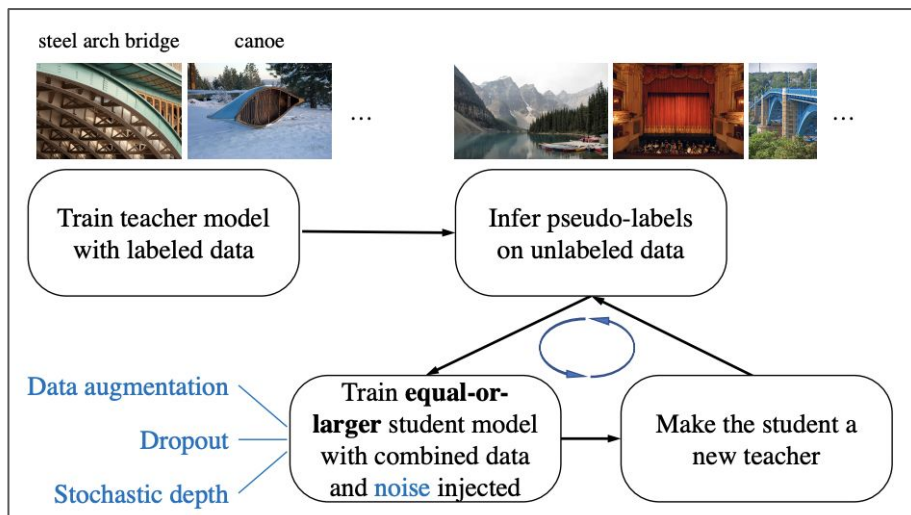 steel arch bridge
canoe
...
...
Train teacher model
with labeled data
Infer pseudo-labels
on unlabeled data
Data augmentation
Dropout
Stochastic depth
Train equal-or-
larger student model
with combined data
and noise injected
Make the student a
new teacher